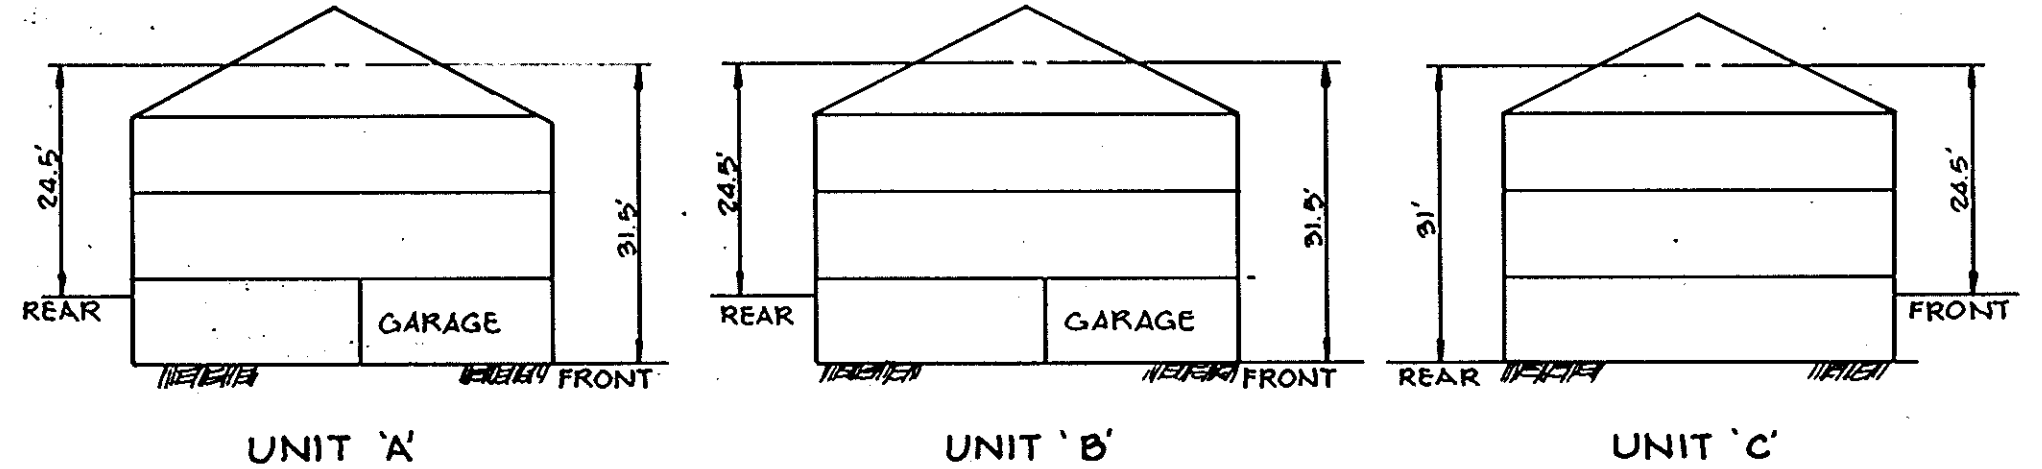 24.5'
REAR
GARAGE
31.5'
FRONT
UNIT 'A'
24.5'
REAR
GARAGE
31.5'
FRONT
UNIT 'B'
31'
REAR
24.5'
FRONT
UNIT 'C'